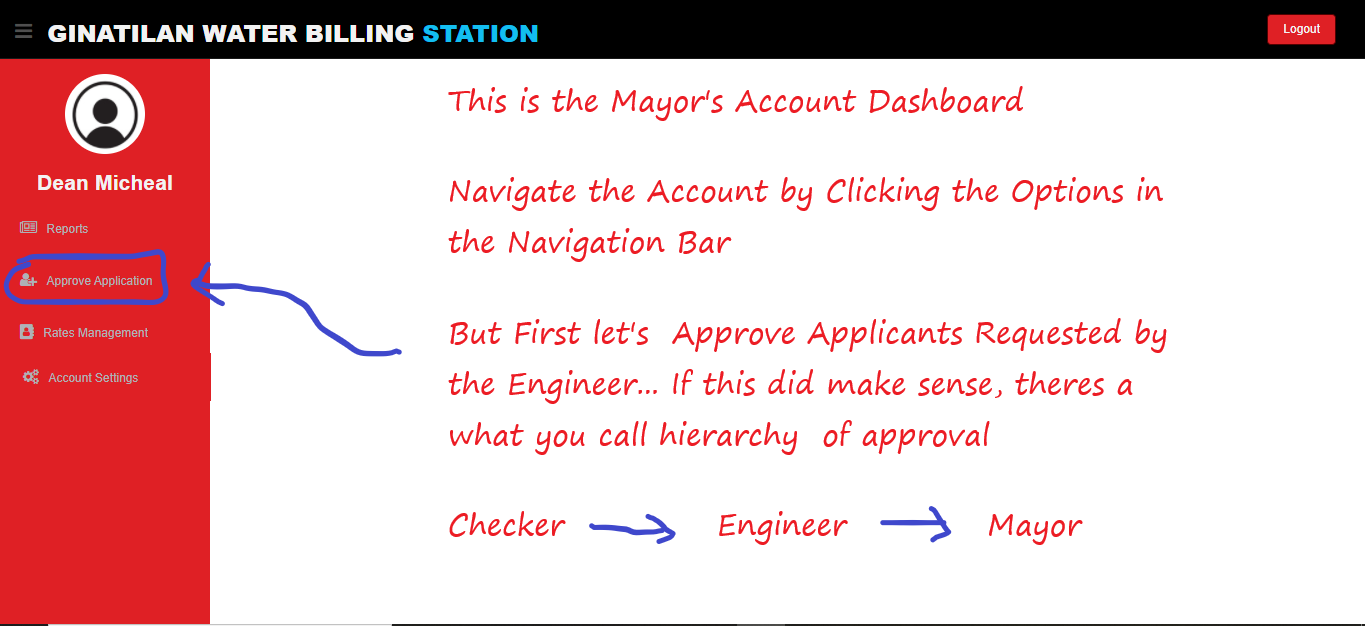 GINATILAN WATER BILLING STATION
Logout
Dean Micheal
Reports
Approve Application
Rates Management
Account Settings
This is the Mayor's Account Dashboard
Navigate the Account by Clicking the Options in
the Navigation Bar
But First let's Approve Applicants Requested by
the Engineer... If this did make sense, theres a
what you call hierarchy of approval
Checker Engineer Mayor